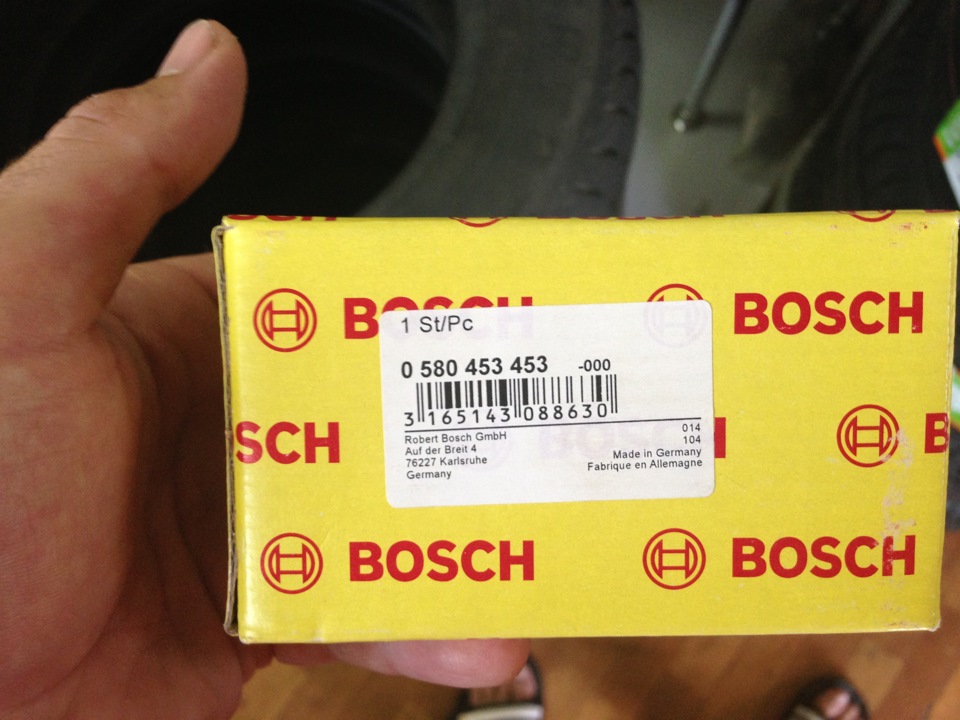 BOSCH
BOSCH
1 St/Pc
0 580 453 453 -000
3 165143 088630
Robert Bosch GmbH
Auf der Breit 4
76227 Karlsruhe
Germany
014
104
Made in Germany
Fabrique en Allemagne
SCH
B
BOSCH
BOSCH